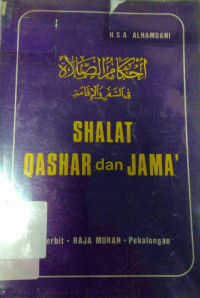 H S.A. ALHAMDANI
أحكام الصلاة
في السفر والإقامة
SHALAT
QASHAR dan JAMA'
erbit - RAJA MURAH - Pekalongan